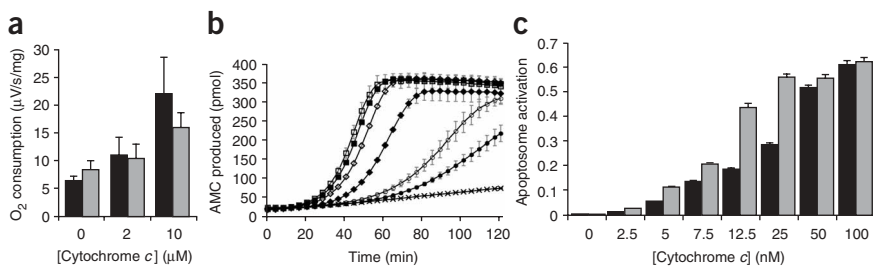 a
O2 consumption (μV/s/mg)
30
25
20
15
10
5
0
0 2 10
[Cytochrome c] (μM)
b
AMC produced (pmol)
400
350
300
250
200
150
100
50
0
0 20 40 60 80 100 120
Time (min)
c
Apoptosome activation
0.7
0.6
0.5
0.4
0.3
0.2
0.1
0
0 2.5 5 7.5 12.5 25 50 100
[Cytochrome c] (nM)